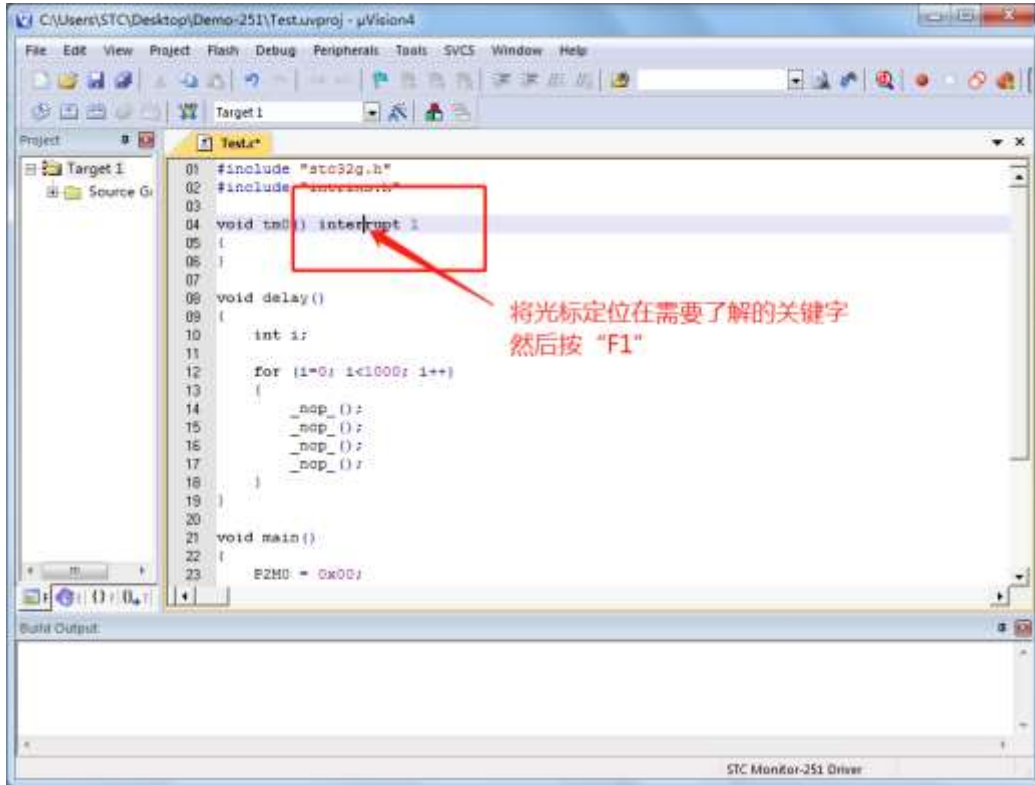 C:\Users\STC\Desktop\Demo-251\Test.uvproj - µVision4
File Edit View Project Flash Debug Peripherals Tools SVCS Window Help
Target 1
Project
Test.c*
Target 1
Source G
01 #include "stc32g.h"
02 #include "intrins.h"
03
04 void tm0() interrupt 1
05 {
06 }
07
08 void delay()
09 {
10 int i;
11
12 for (i=0; i<1000; i++)
13 {
14 _nop_();
15 _nop_();
16 _nop_();
17 _nop_();
18 }
19 }
20
21 void main()
22 {
23 P2M0 = 0x00;
将光标定位在需要了解的关键字
然后按“F1”
Build Output
STC Monitor-251 Driver